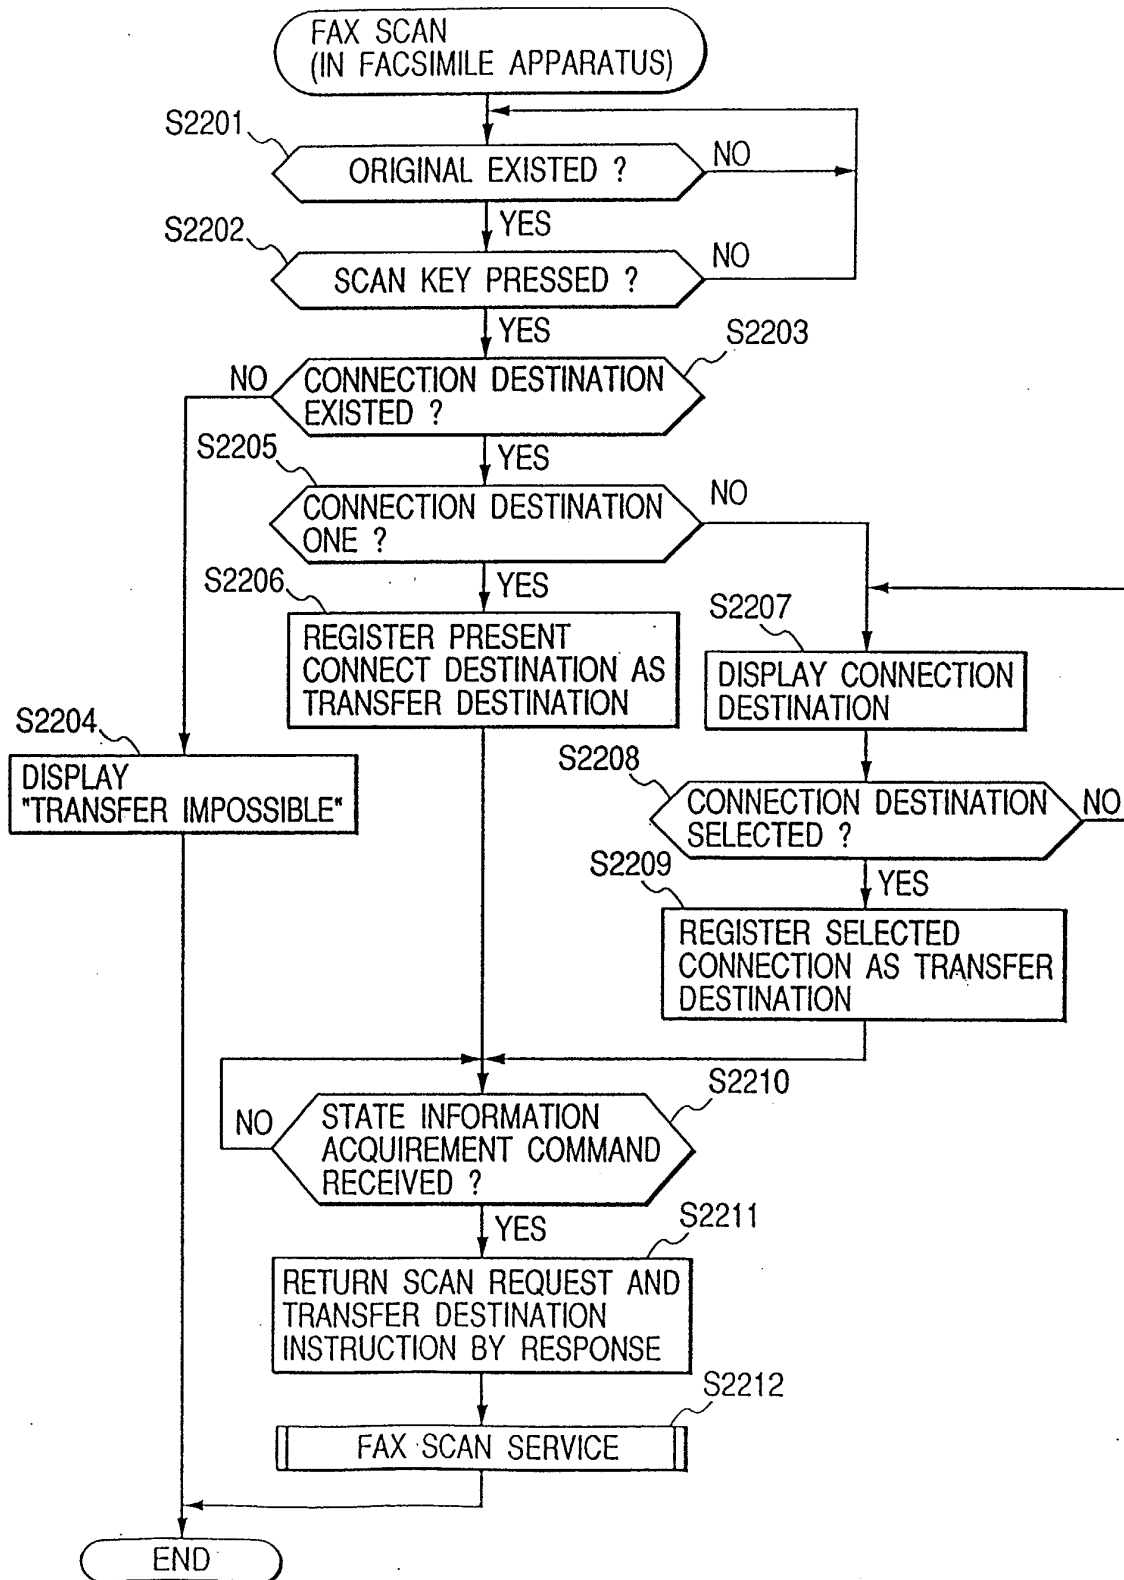 FAX SCAN
(IN FACSIMILE APPARATUS)
S2201
ORIGINAL EXISTED ?
NO
YES
S2202
SCAN KEY PRESSED ?
NO
YES
S2203
NO
CONNECTION DESTINATION
EXISTED ?
YES
S2205
CONNECTION DESTINATION
ONE ?
NO
YES
S2206
REGISTER PRESENT
CONNECT DESTINATION AS
TRANSFER DESTINATION
S2207
DISPLAY CONNECTION
DESTINATION
S2204
DISPLAY
"TRANSFER IMPOSSIBLE"
S2208
CONNECTION DESTINATION
SELECTED ?
NO
YES
S2209
REGISTER SELECTED
CONNECTION AS TRANSFER
DESTINATION
S2210
NO
STATE INFORMATION
ACQUIREMENT COMMAND
RECEIVED ?
YES
S2211
RETURN SCAN REQUEST AND
TRANSFER DESTINATION
INSTRUCTION BY RESPONSE
S2212
FAX SCAN SERVICE
END